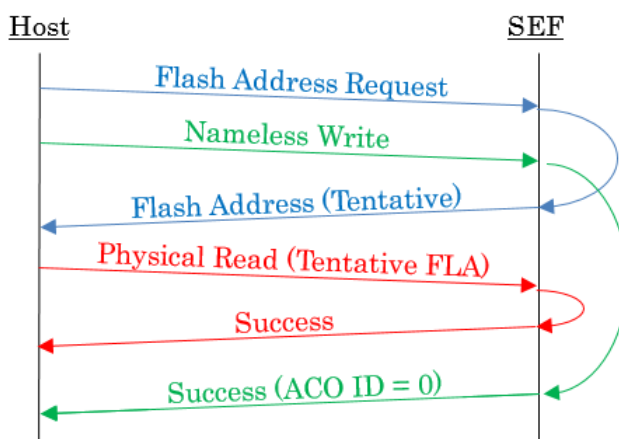 Host
SEF
Flash Address Request
Nameless Write
Flash Address (Tentative)
Physical Read (Tentative FLA)
Success
Success (ACO ID = 0)